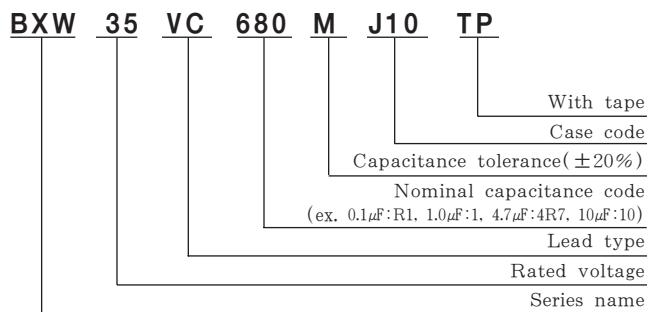 BXW 35 VC 680 M J10 TP
With tape
Case code
Capacitance tolerance(±20%)
Nominal capacitance code
(ex. 0.1µF:R1, 1.0µF:1, 4.7µF:4R7, 10µF:10)
Lead type
Rated voltage
Series name